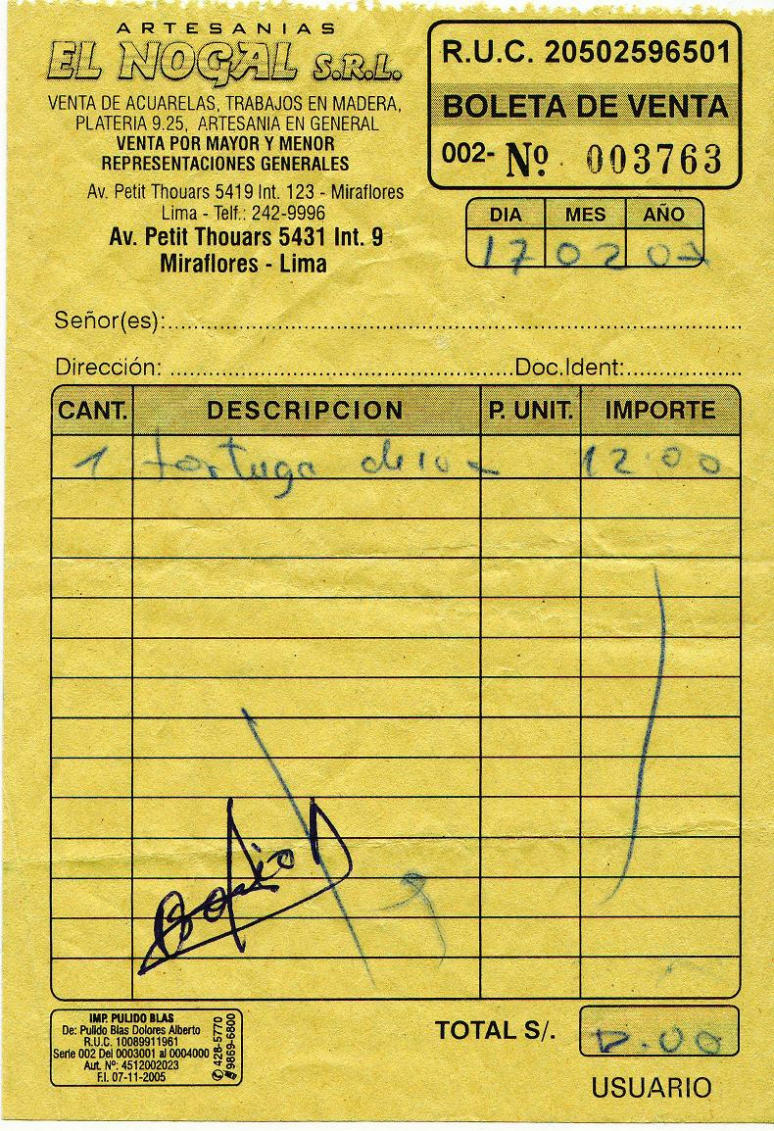 ARTESANIAS
EL NOGAL S.R.L.
VENTA DE ACUARELAS, TRABAJOS EN MADERA,
PLATERIA 9.25, ARTESANIA EN GENERAL
VENTA POR MAYOR Y MENOR
REPRESENTACIONES GENERALES
Av. Petit Thouars 5419 Int. 123 - Miraflores
Lima - Telf.: 242-9996
Av. Petit Thouars 5431 Int. 9
Miraflores - Lima
R.U.C. 20502596501
BOLETA DE VENTA
002- Nº 003763
DIA MES AÑO
17 02 07
Señor(es):
Dirección: Doc.Ident:
CANT. DESCRIPCION P. UNIT. IMPORTE
1 tortuga 12.00
IMP. PULIDO BLAS
De: Pulido Blas Dolores Alberto
R.U.C. 10089911961
Serie 002 Del 0003001 al 0004000
Aut. Nº: 4512002023
F.I. 07-11-2005
428-5770
9869-6800
TOTAL S/. 12.00
USUARIO